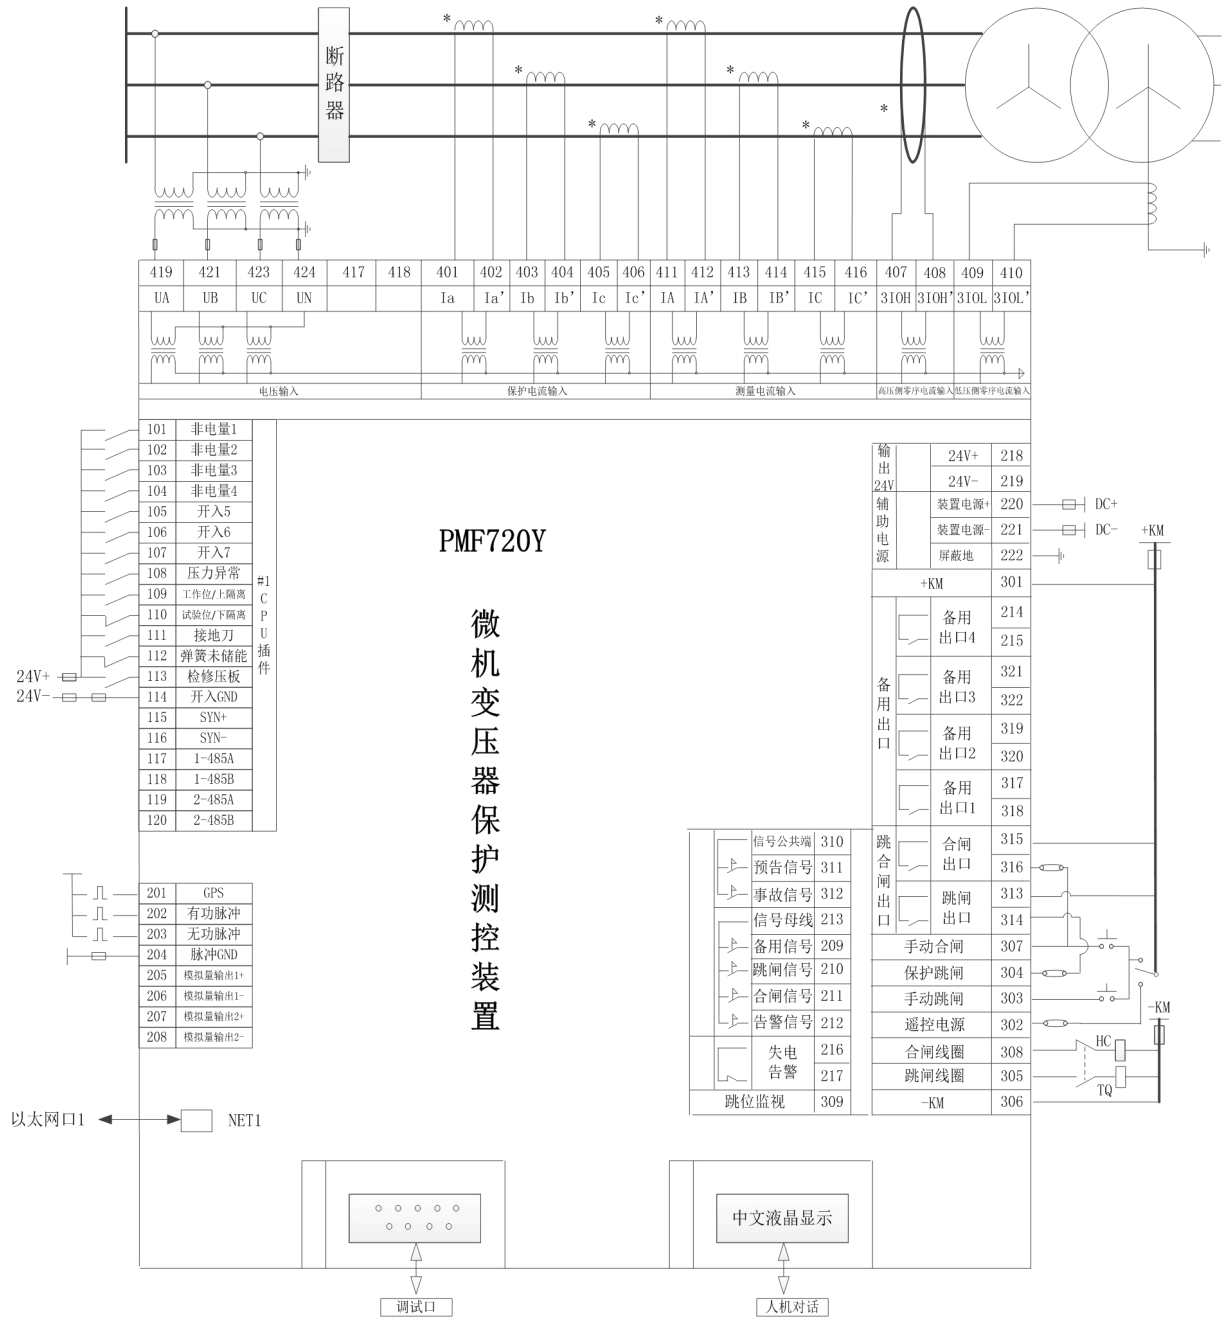 断路器
* * * * * * *
419 421 423 424 417 418 401 402 403 404 405 406 411 412 413 414 415 416 407 408 409 410
UA UB UC UN Ia Ia' Ib Ib' Ic Ic' IA IA' IB IB' IC IC' 3IOH 3IOH' 3IOL 3IOL'
电压输入 保护电流输入 测量电流输入 高压侧零序电流输入 低压侧零序电流输入
101 非电量1
102 非电量2
103 非电量3
104 非电量4
105 开入5
106 开入6
107 开入7
108 压力异常
109 工作位/上隔离
110 试验位/下隔离
111 接地刀
112 弹簧未储能
24V+ 113 检修压板
24V- 114 开入GND
115 SYN+
116 SYN-
117 1-485A
118 1-485B
119 2-485A
120 2-485B
#1CPU插件
201 GPS
202 有功脉冲
203 无功脉冲
204 脉冲GND
205 模拟量输出1+
206 模拟量输出1-
207 模拟量输出2+
208 模拟量输出2-
以太网口1 NET1
PMF720Y
微机变压器保护测控装置
输出24V
24V+ 218
24V- 219
辅助电源
装置电源+ 220 DC+
装置电源- 221 DC-
屏蔽地 222
+KM
+KM 301
备用出口
备用出口4 214 215
备用出口3 321 322
备用出口2 319 320
备用出口1 317 318
跳合闸出口
合闸出口 315 316
跳闸出口 313 314
手动合闸 307
保护跳闸 304
手动跳闸 303
遥控电源 302
-KM
合闸线圈 308 HC
跳闸线圈 305 TQ
-KM 306
信号公共端 310
预告信号 311
事故信号 312
信号母线 213
备用信号 209
跳闸信号 210
合闸信号 211
告警信号 212
失电告警 216 217
跳位监视 309
中文液晶显示
调试口 人机对话